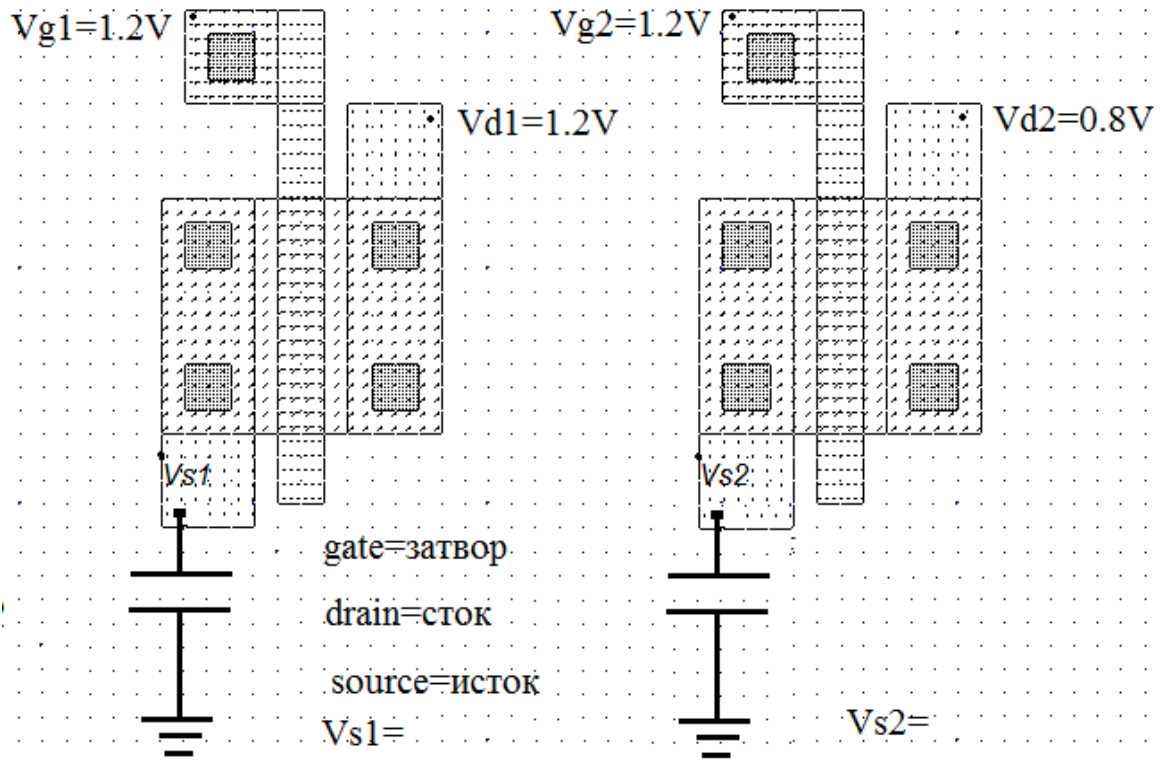 Vg1=1.2V
Vg2=1.2V
Vd1=1.2V
Vd2=0.8V
Vs1
Vs2
gate=затвор
drain=сток
source=исток
Vs1=
Vs2=